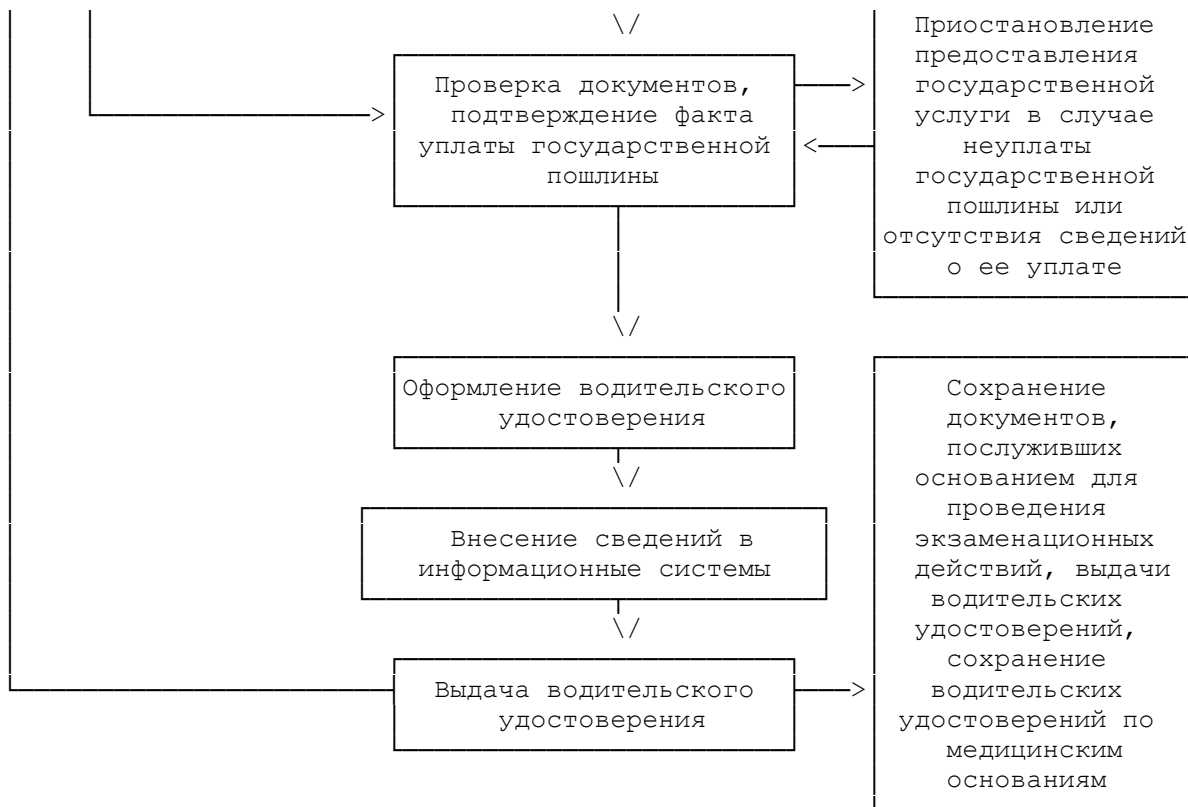 Приостановление
предоставления
государственной
услуги в случае
неуплаты
государственной
пошлины или
отсутствия сведений
о ее уплате
Проверка документов,
подтверждение факта
уплаты государственной
пошлины
Оформление водительского
удостоверения
Внесение сведений в
информационные системы
Выдача водительского
удостоверения
Сохранение
документов,
послуживших
основанием для
проведения
экзаменационных
действий, выдачи
водительских
удостоверений,
сохранение
водительских
удостоверений по
медицинским
основаниям